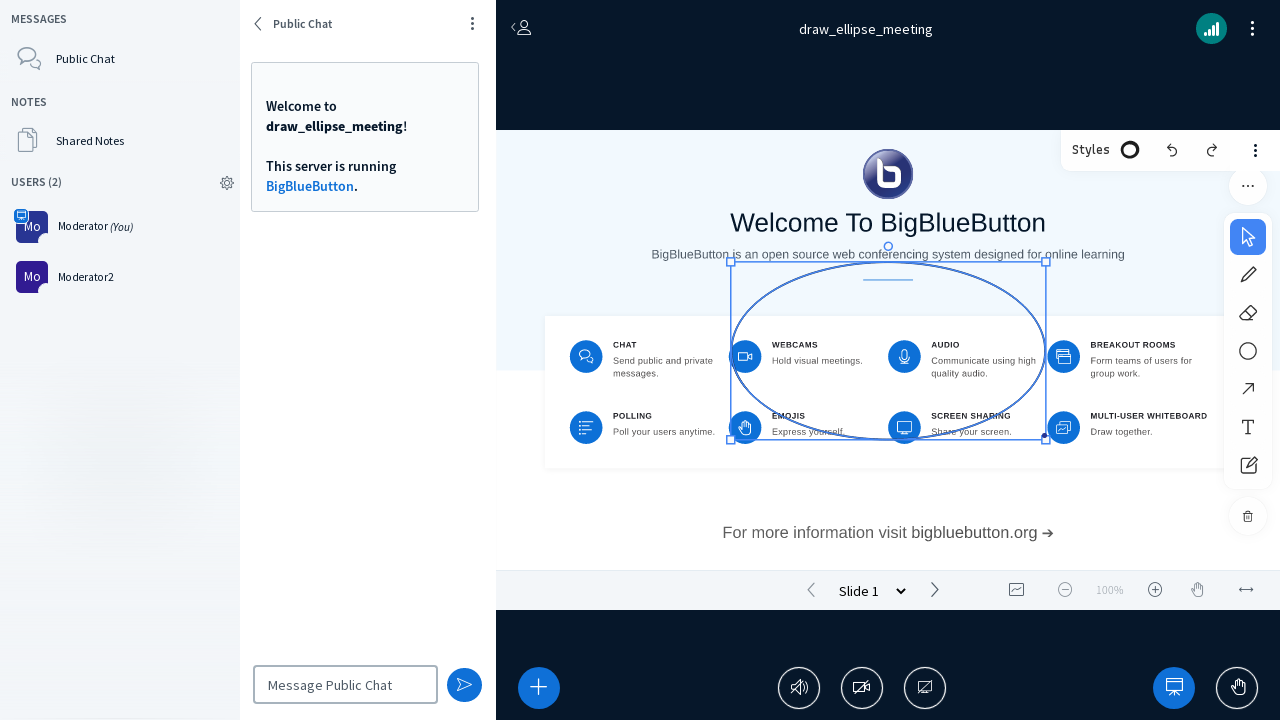 MESSAGES
Public Chat
NOTES
Shared Notes
USERS (2)
Mo
Moderator (You)
Mo
Moderator2
Public Chat
Welcome to
draw_ellipse_meeting!
This server is running
BigBlueButton.
Message Public Chat
draw_ellipse_meeting
Styles
b
Welcome To BigBlueButton
BigBlueButton is an open source web conferencing system designed for online learning
CHAT
Send public and private
messages.
WEBCAMS
Hold visual meetings.
AUDIO
Communicate using high
quality audio.
BREAKOUT ROOMS
Form teams of users for
group work.
POLLING
Poll your users anytime.
EMOJIS
Express yourself.
SCREEN SHARING
Share your screen.
MULTI-USER WHITEBOARD
Draw together.
For more information visit bigbluebutton.org →
Slide 1
100%